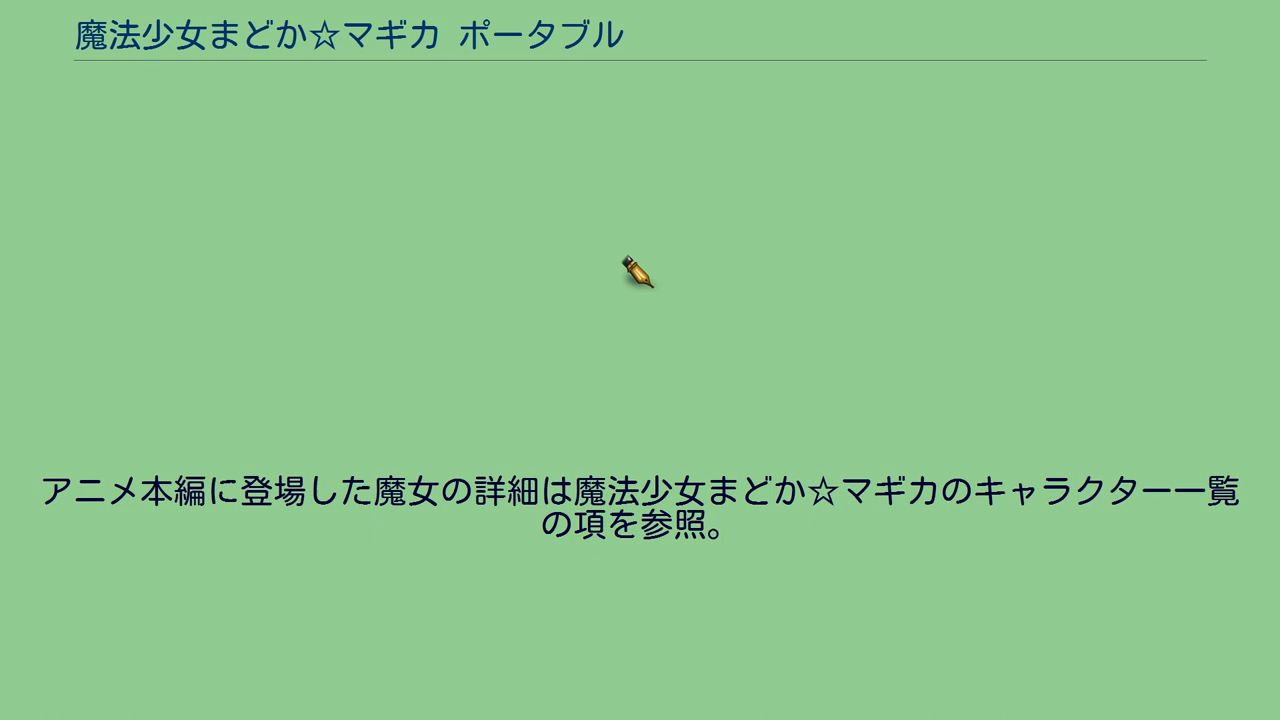 魔法少女まどか☆マギカ ポータブル
アニメ本編に登場した魔女の詳細は魔法少女まどか☆マギカのキャラクター一覧
の項を参照。